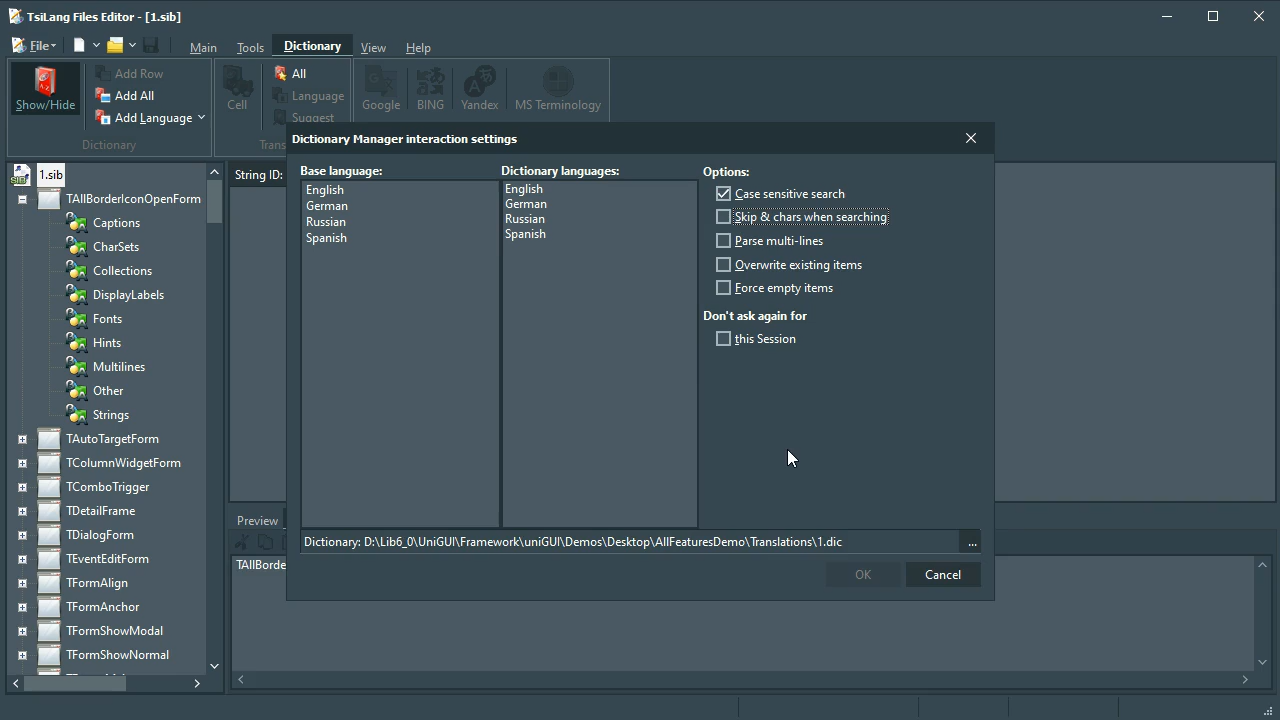 TsiLang Files Editor - [1.sib]
File
Main
Tools
Dictionary
View
Help
Show/Hide
Add Row
Add All
Add Language
Dictionary
Cell
All
Language
Suggest
Trans
Google
BING
Yandex
MS Terminology
1.sib
TAllBorderIconOpenForm
Captions
CharSets
Collections
DisplayLabels
Fonts
Hints
Multilines
Other
Strings
TAutoTargetForm
TColumnWidgetForm
TComboTrigger
TDetailFrame
TDialogForm
TEventEditForm
TFormAlign
TFormAnchor
TFormShowModal
TFormShowNormal
String ID:
Preview
TAllBorde
Dictionary Manager interaction settings
Base language:
English
German
Russian
Spanish
Dictionary languages:
English
German
Russian
Spanish
Options:
Case sensitive search
Skip & chars when searching
Parse multi-lines
Overwrite existing items
Force empty items
Don't ask again for
this Session
Dictionary: D:\Lib6_0\UniGUI\Framework\uniGUI\Demos\Desktop\AllFeaturesDemo\Translations\1.dic
...
OK
Cancel